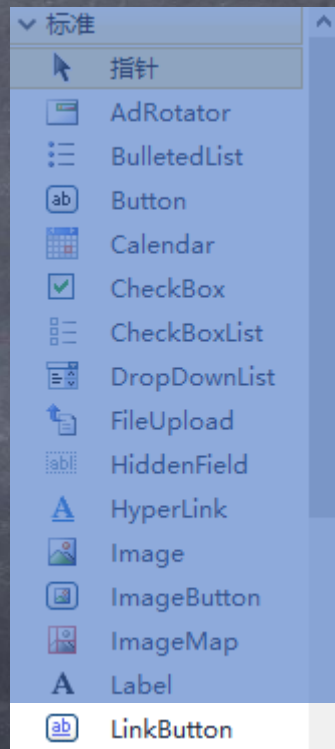 标准
指针
AdRotator
BulletedList
Button
Calendar
CheckBox
CheckBoxList
DropDownList
FileUpload
HiddenField
HyperLink
Image
ImageButton
ImageMap
Label
LinkButton